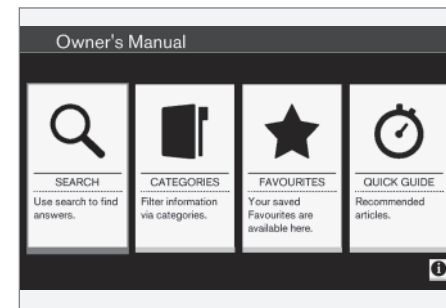 Owner's Manual
SEARCH
Use search to find
answers.
CATEGORIES
Filter information
via categories.
FAVOURITES
Your saved
Favourites are
available here.
QUICK GUIDE
Recommended
articles.
i